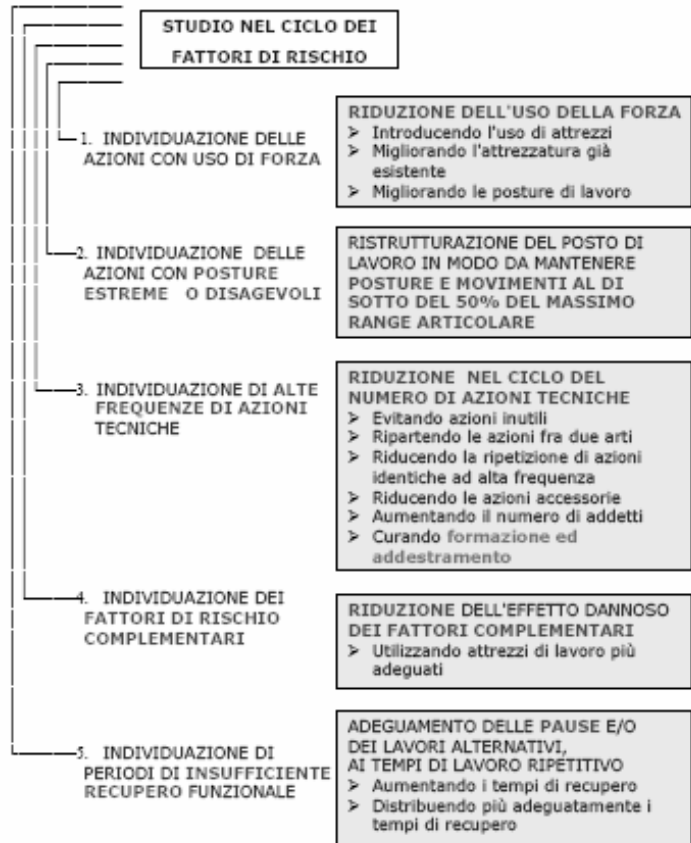 STUDIO NEL CICLO DEI
FATTORI DI RISCHIO
1. INDIVIDUAZIONE DELLE
AZIONI CON USO DI FORZA
RIDUZIONE DELL'USO DELLA FORZA
➢ Introducendo l'uso di attrezzi
➢ Migliorando l'attrezzatura già
esistente
➢ Migliorando le posture di lavoro
2. INDIVIDUAZIONE DELLE
AZIONI CON POSTURE
ESTREME O DISAGEVOLI
RISTRUTTURAZIONE DEL POSTO DI
LAVORO IN MODO DA MANTENERE
POSTURE E MOVIMENTI AL DI
SOTTO DEL 50% DEL MASSIMO
RANGE ARTICOLARE
3. INDIVIDUAZIONE DI ALTE
FREQUENZE DI AZIONI
TECNICHE
RIDUZIONE NEL CICLO DEL
NUMERO DI AZIONI TECNICHE
➢ Evitando azioni inutili
➢ Ripartendo le azioni fra due arti
➢ Riducendo la ripetizione di azioni
identiche ad alta frequenza
➢ Riducendo le azioni accessorie
➢ Aumentando il numero di addetti
➢ Curando formazione ed
addestramento
4. INDIVIDUAZIONE DEI
FATTORI DI RISCHIO
COMPLEMENTARI
RIDUZIONE DELL'EFFETTO DANNOSO
DEI FATTORI COMPLEMENTARI
➢ Utilizzando attrezzi di lavoro più
adeguati
5. INDIVIDUAZIONE DI
PERIODI DI INSUFFICIENTE
RECUPERO FUNZIONALE
ADEGUAMENTO DELLE PAUSE E/O
DEI LAVORI ALTERNATIVI,
AI TEMPI DI LAVORO RIPETITIVO
➢ Aumentando i tempi di recupero
➢ Distribuendo più adeguatamente i
tempi di recupero